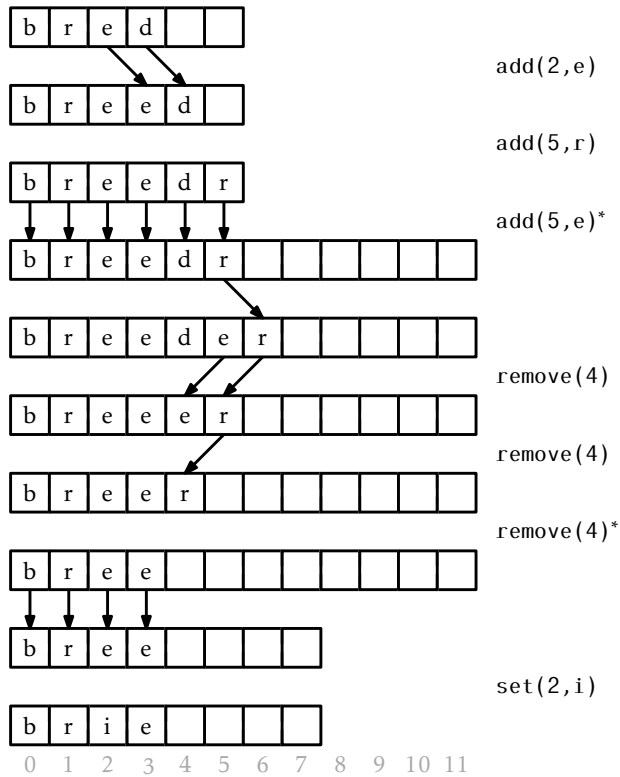 b r e d
add(2,e)
b r e e d
add(5,r)
b r e e d r
add(5,e)*
b r e e d r
b r e e d e r
remove(4)
b r e e e r
remove(4)
b r e e r
remove(4)*
b r e e
b r e e
set(2,i)
b r i e
0 1 2 3 4 5 6 7 8 9 10 11